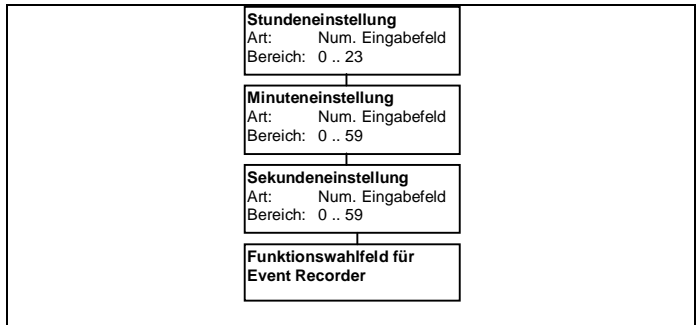 Stundeneinstellung
Art: Num. Eingabefeld
Bereich: 0 .. 23
Minuteneinstellung
Art: Num. Eingabefeld
Bereich: 0 .. 59
Sekundeneinstellung
Art: Num. Eingabefeld
Bereich: 0 .. 59
Funktionswahlfeld für
Event Recorder